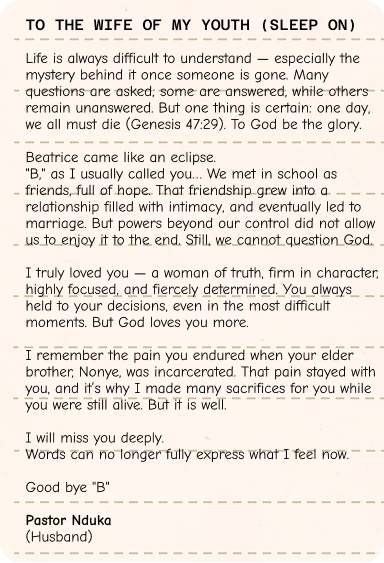 TO THE WIFE OF MY YOUTH (SLEEP ON)
Life is always difficult to understand — especially the
mystery behind it once someone is gone. Many
questions are asked; some are answered, while others
remain unanswered. But one thing is certain: one day,
we all must die (Genesis 47:29). To God be the glory.
Beatrice came like an eclipse.
"B," as I usually called you... We met in school as
friends, full of hope. That friendship grew into a
relationship filled with intimacy, and eventually led to
marriage. But powers beyond our control did not allow
us to enjoy it to the end. Still, we cannot question God.
I truly loved you — a woman of truth, firm in character,
highly focused, and fiercely determined. You always
held to your decisions, even in the most difficult
moments. But God loves you more.
I remember the pain you endured when your elder
brother, Nonye, was incarcerated. That pain stayed with
you, and it's why I made many sacrifices for you while
you were still alive. But it is well.
I will miss you deeply.
Words can no longer fully express what I feel now.
Good bye "B"
Pastor Nduka
(Husband)